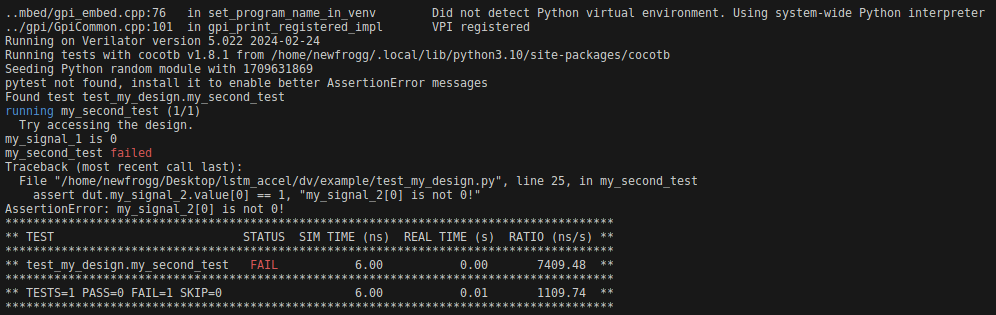 ..mbed/gpi_embed.cpp:76 in set_program_name_in_venv Did not detect Python virtual environment. Using system-wide Python interpreter
../gpi/GpiCommon.cpp:101 in gpi_print_registered_impl VPI registered
Running on Verilator version 5.022 2024-02-24
Running tests with cocotb v1.8.1 from /home/newfrogg/.local/lib/python3.10/site-packages/cocotb
Seeding Python random module with 1709631869
pytest not found, install it to enable better AssertionError messages
Found test test_my_design.my_second_test
running my_second_test (1/1)
Try accessing the design.
my_signal_1 is 0
my_second_test failed
Traceback (most recent call last):
File "/home/newfrogg/Desktop/lstm_accel/dv/example/test_my_design.py", line 25, in my_second_test
assert dut.my_signal_2.value[0] == 1, "my_signal_2[0] is not 0!"
AssertionError: my_signal_2[0] is not 0!
***************************************************************************************
** TEST STATUS SIM TIME (ns) REAL TIME (s) RATIO (ns/s) **
***************************************************************************************
** test_my_design.my_second_test FAIL 6.00 0.00 7409.48 **
***************************************************************************************
** TESTS=1 PASS=0 FAIL=1 SKIP=0 6.00 0.01 1109.74 **
***************************************************************************************